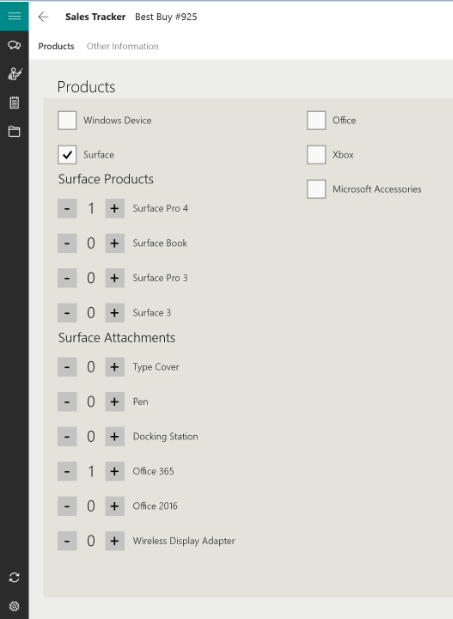 Sales Tracker Best Buy #925
Products Other Information
Products
Windows Device
Office
Surface
Xbox
Surface Products
Microsoft Accessories
- 1 + Surface Pro 4
- 0 + Surface Book
- 0 + Surface Pro 3
- 0 + Surface 3
Surface Attachments
- 0 + Type Cover
- 0 + Pen
- 0 + Docking Station
- 1 + Office 365
- 0 + Office 2016
- 0 + Wireless Display Adapter